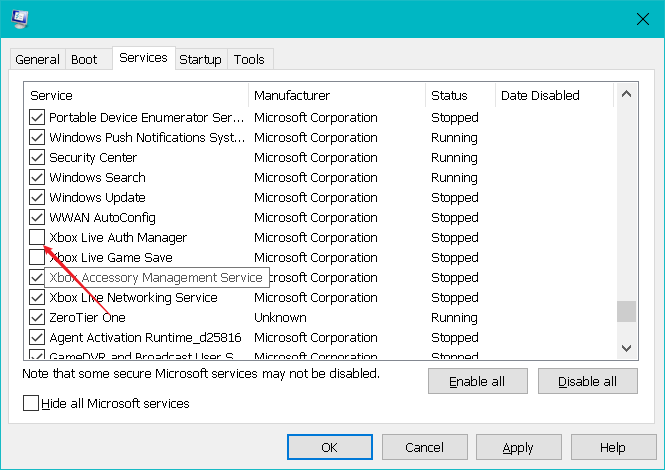 General Boot Services Startup Tools
Service Manufacturer Status Date Disabled
Portable Device Enumerator Ser... Microsoft Corporation Stopped
Windows Push Notifications Syst... Microsoft Corporation Running
Security Center Microsoft Corporation Running
Windows Search Microsoft Corporation Running
Windows Update Microsoft Corporation Stopped
WWAN AutoConfig Microsoft Corporation Stopped
Xbox Live Auth Manager Microsoft Corporation Stopped
Xbox Live Game Save Microsoft Corporation Stopped
Xbox Accessory Management Service Corporation Stopped
Xbox Live Networking Service Microsoft Corporation Stopped
ZeroTier One Unknown Running
Agent Activation Runtime_d25816 Microsoft Corporation Stopped
GameDVR and Broadcast User S... Microsoft Corporation Stopped
Note that some secure Microsoft services may not be disabled.
Enable all Disable all
Hide all Microsoft services
OK Cancel Apply Help